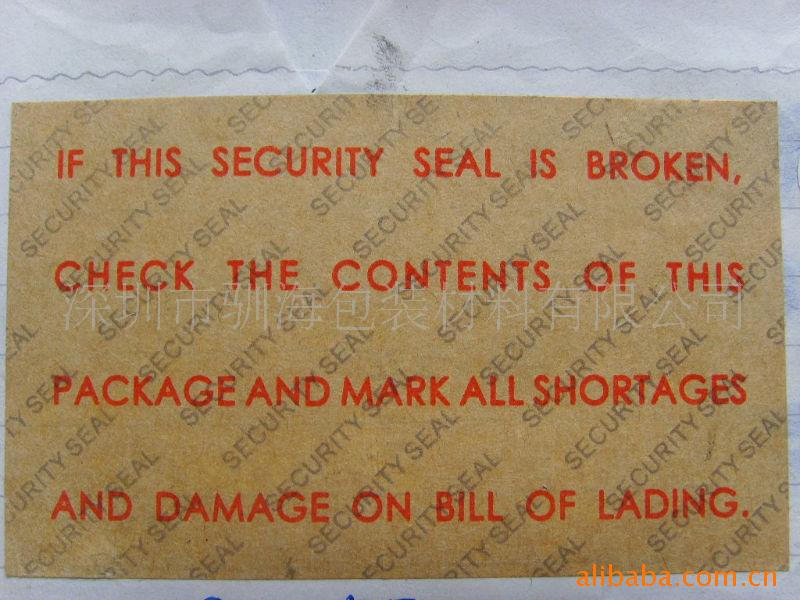 IF THIS SECURITY SEAL IS BROKEN,
CHECK THE CONTENTS OF THIS
深圳市驯海包装材料有限公司
PACKAGE AND MARK ALL SHORTAGES
AND DAMAGE ON BILL OF LADING.
SECURITY SEAL
alibaba.com.cn